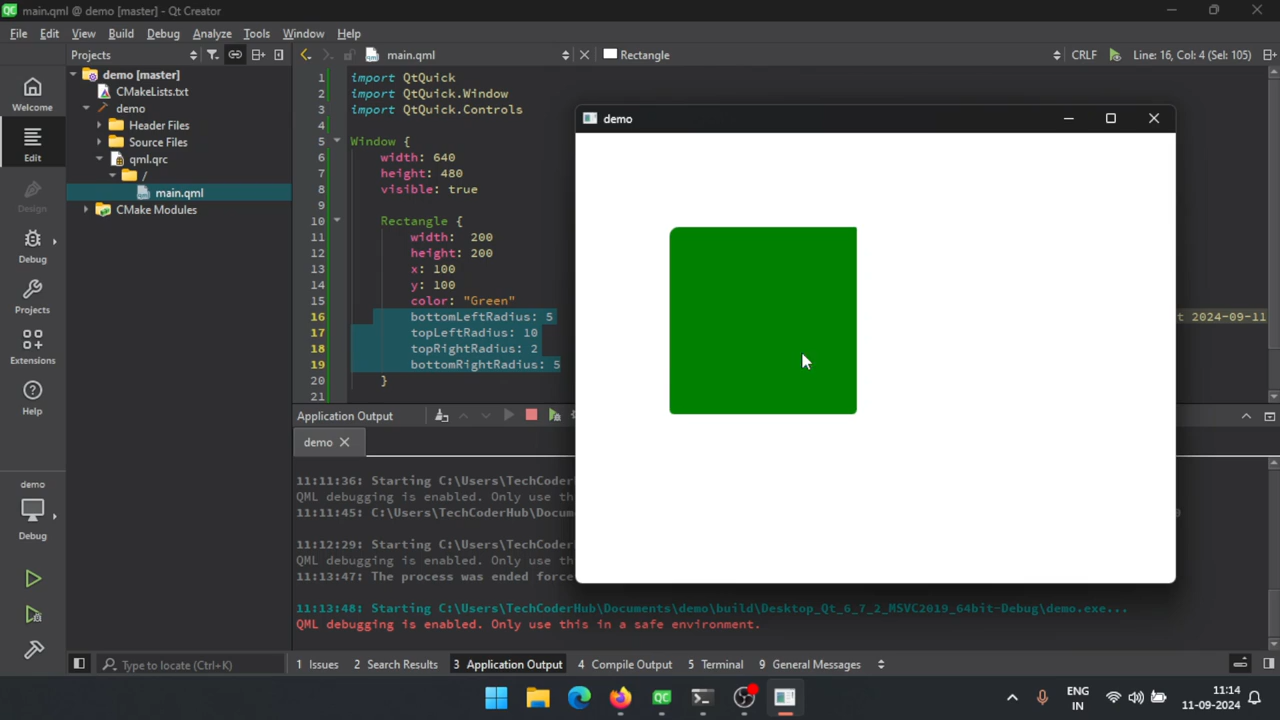 main.qml @ demo [master] - Qt Creator
File Edit View Build Debug Analyze Tools Window Help
Projects
main.qml
Rectangle
CRLF
Line: 16, Col: 4 (Sel: 105)
Welcome
Edit
Design
Debug
Projects
Extensions
Help
demo
Debug
demo [master]
CMakeLists.txt
demo
Header Files
Source Files
qml.qrc
/
main.qml
CMake Modules
1 import QtQuick
2 import QtQuick.Window
3 import QtQuick.Controls
4
5 Window {
6 width: 640
7 height: 480
8 visible: true
9
10 Rectangle {
11 width: 200
12 height: 200
13 x: 100
14 y: 100
15 color: "Green"
16 bottomLeftRadius: 5
17 topLeftRadius: 10
18 topRightRadius: 2
19 bottomRightRadius: 5
20 }
21
t 2024-09-11
demo
Application Output
demo
11:11:36: Starting C:\Users\TechCoderH
QML debugging is enabled. Only use th
11:11:45: C:\Users\TechCoderHub\Docum
0
11:12:29: Starting C:\Users\TechCoderH
QML debugging is enabled. Only use th
11:13:47: The process was ended force
11:13:48: Starting C:\Users\TechCoderHub\Documents\demo\build\Desktop_Qt_6_7_2_MSVC2019_64bit-Debug\demo.exe...
QML debugging is enabled. Only use this in a safe environment.
Type to locate (Ctrl+K)
1 Issues 2 Search Results 3 Application Output 4 Compile Output 5 Terminal 9 General Messages
ENG
IN
11:14
11-09-2024